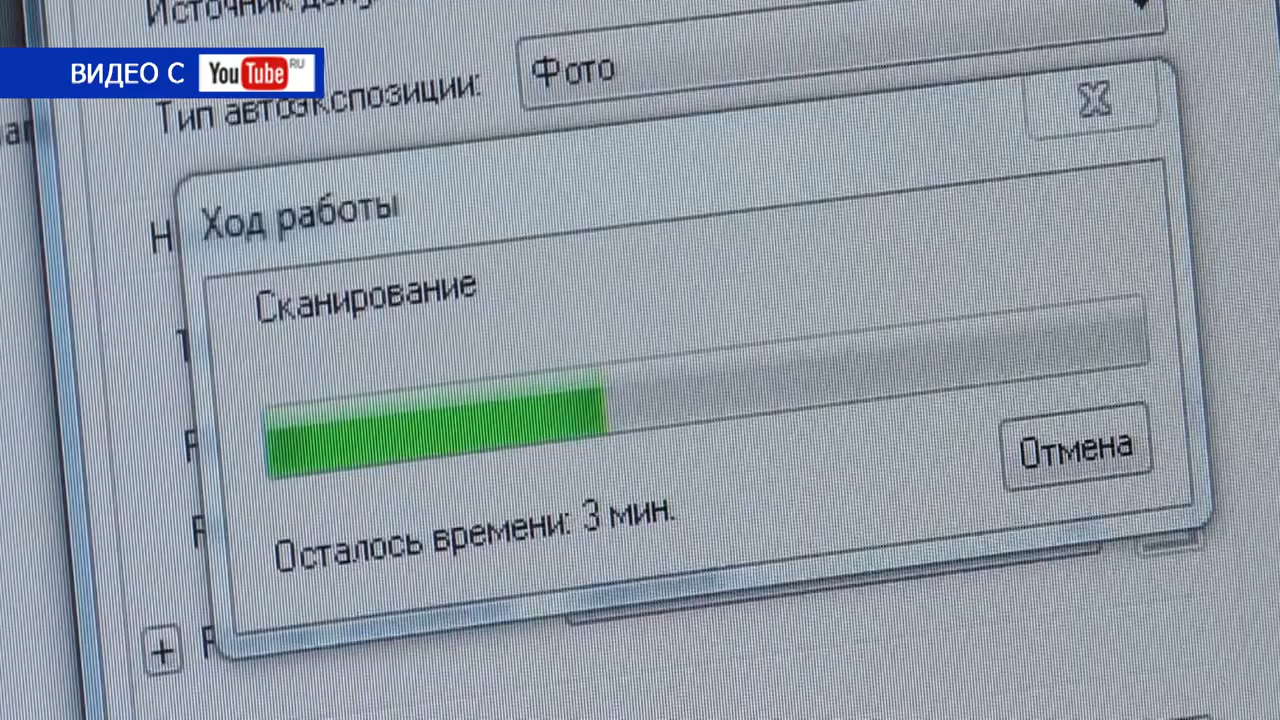 Источник
ВИДЕО С YouTube RU
Тип автоэкспозиции: Фото
Ход работы
Сканирование
Отмена
Осталось времени: 3 мин.